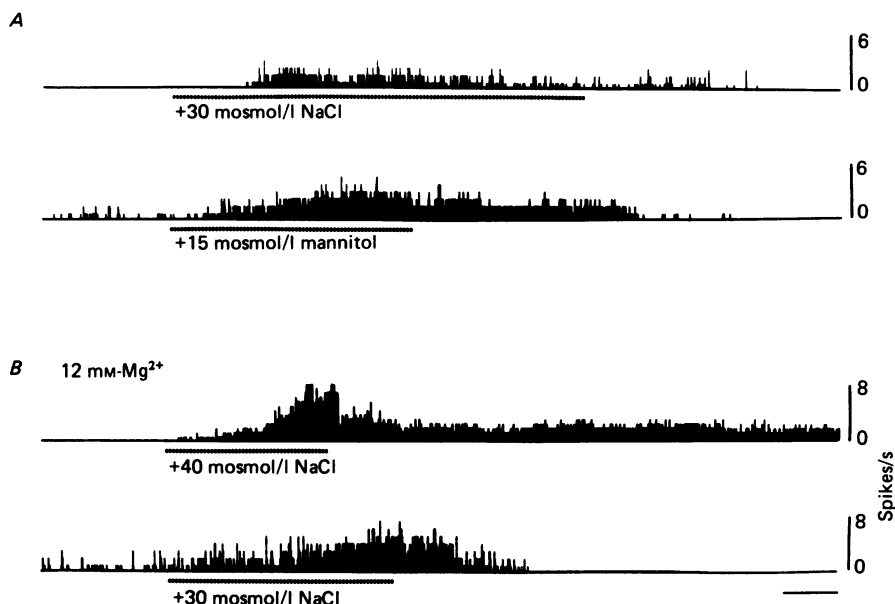 A
6
0
+30 mosmol/l NaCl
6
0
+15 mosmol/l mannitol
B 12 mM-Mg²⁺
8
0
+40 mosmol/l NaCl
Spikes/s
8
0
+30 mosmol/l NaCl